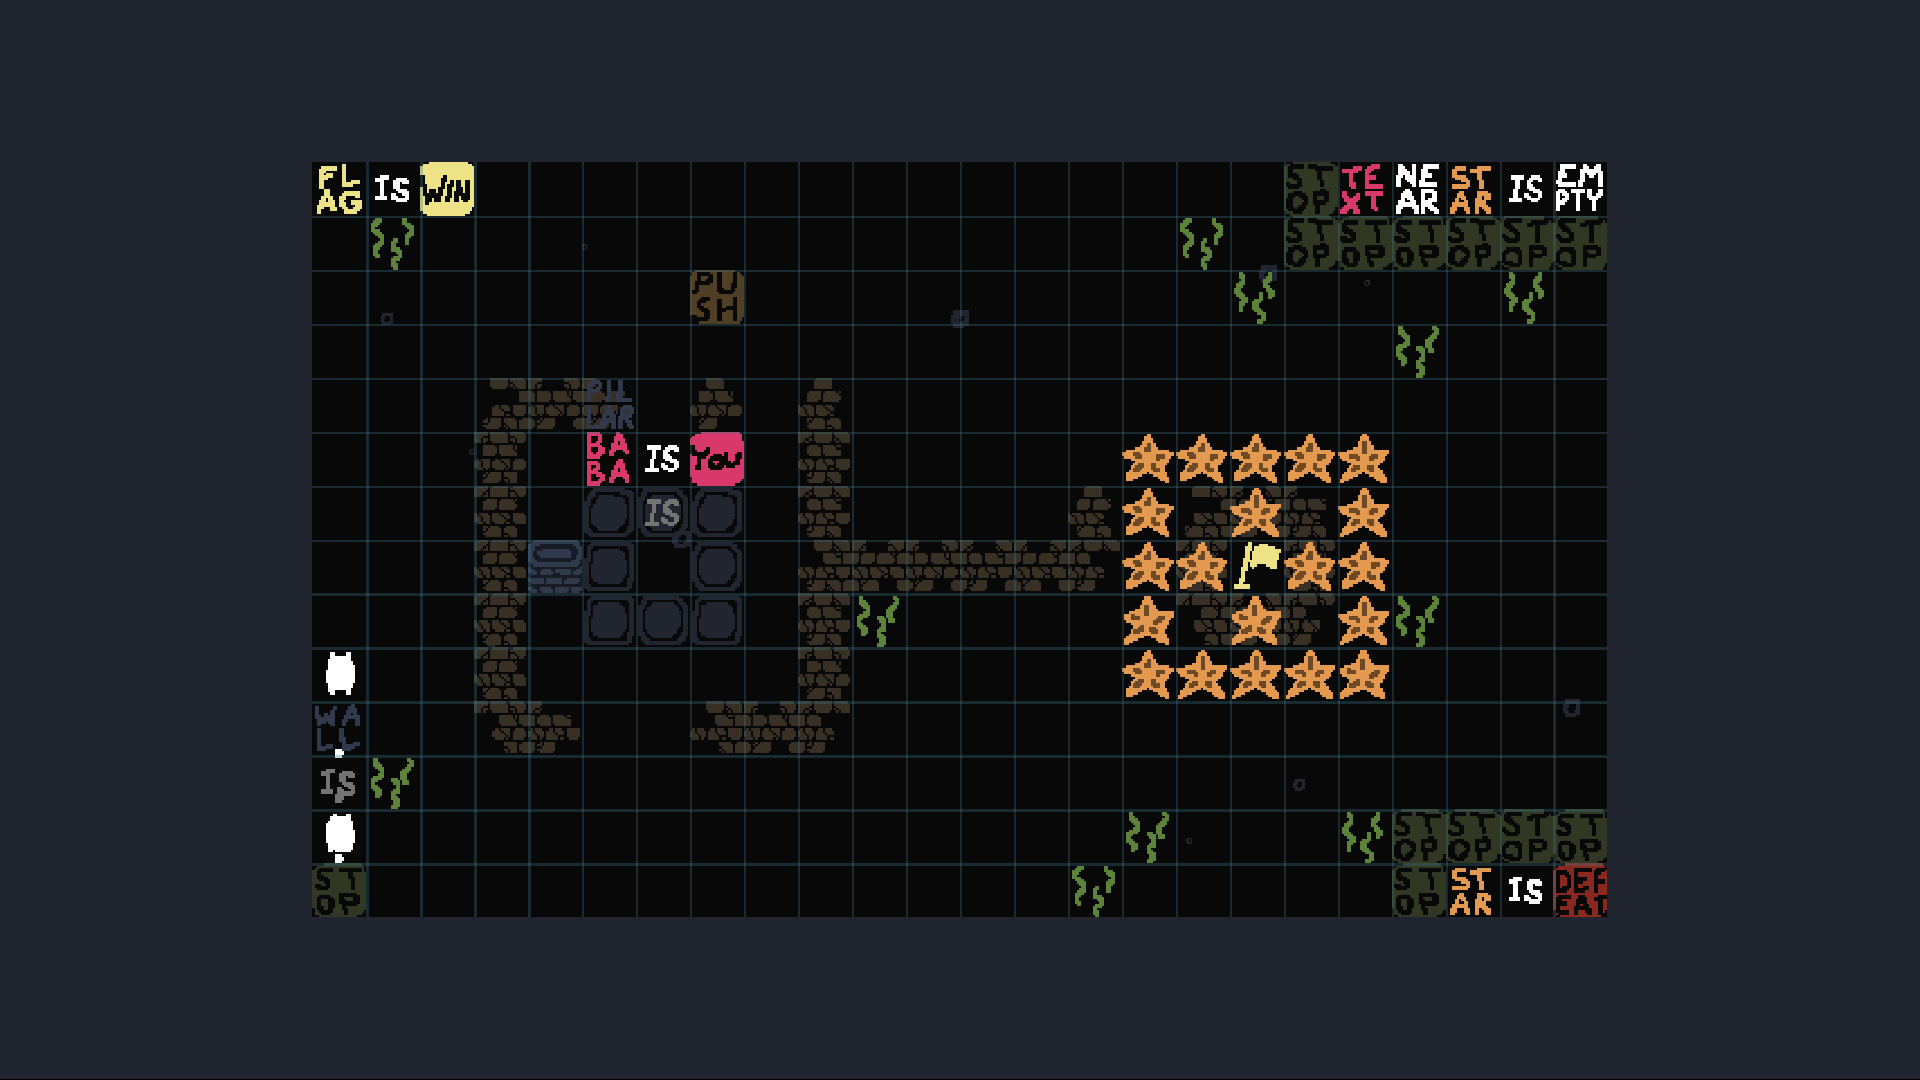 FLAG IS WIN STOP TEXT NEAR STAR IS EMPTY
STOP STOP STOP STOP STOP STOP
PUSH
PILLAR
BABA IS YOU
IS
WALL
IS
STOP STOP STOP STOP
STOP STOP STAR IS DEFEAT